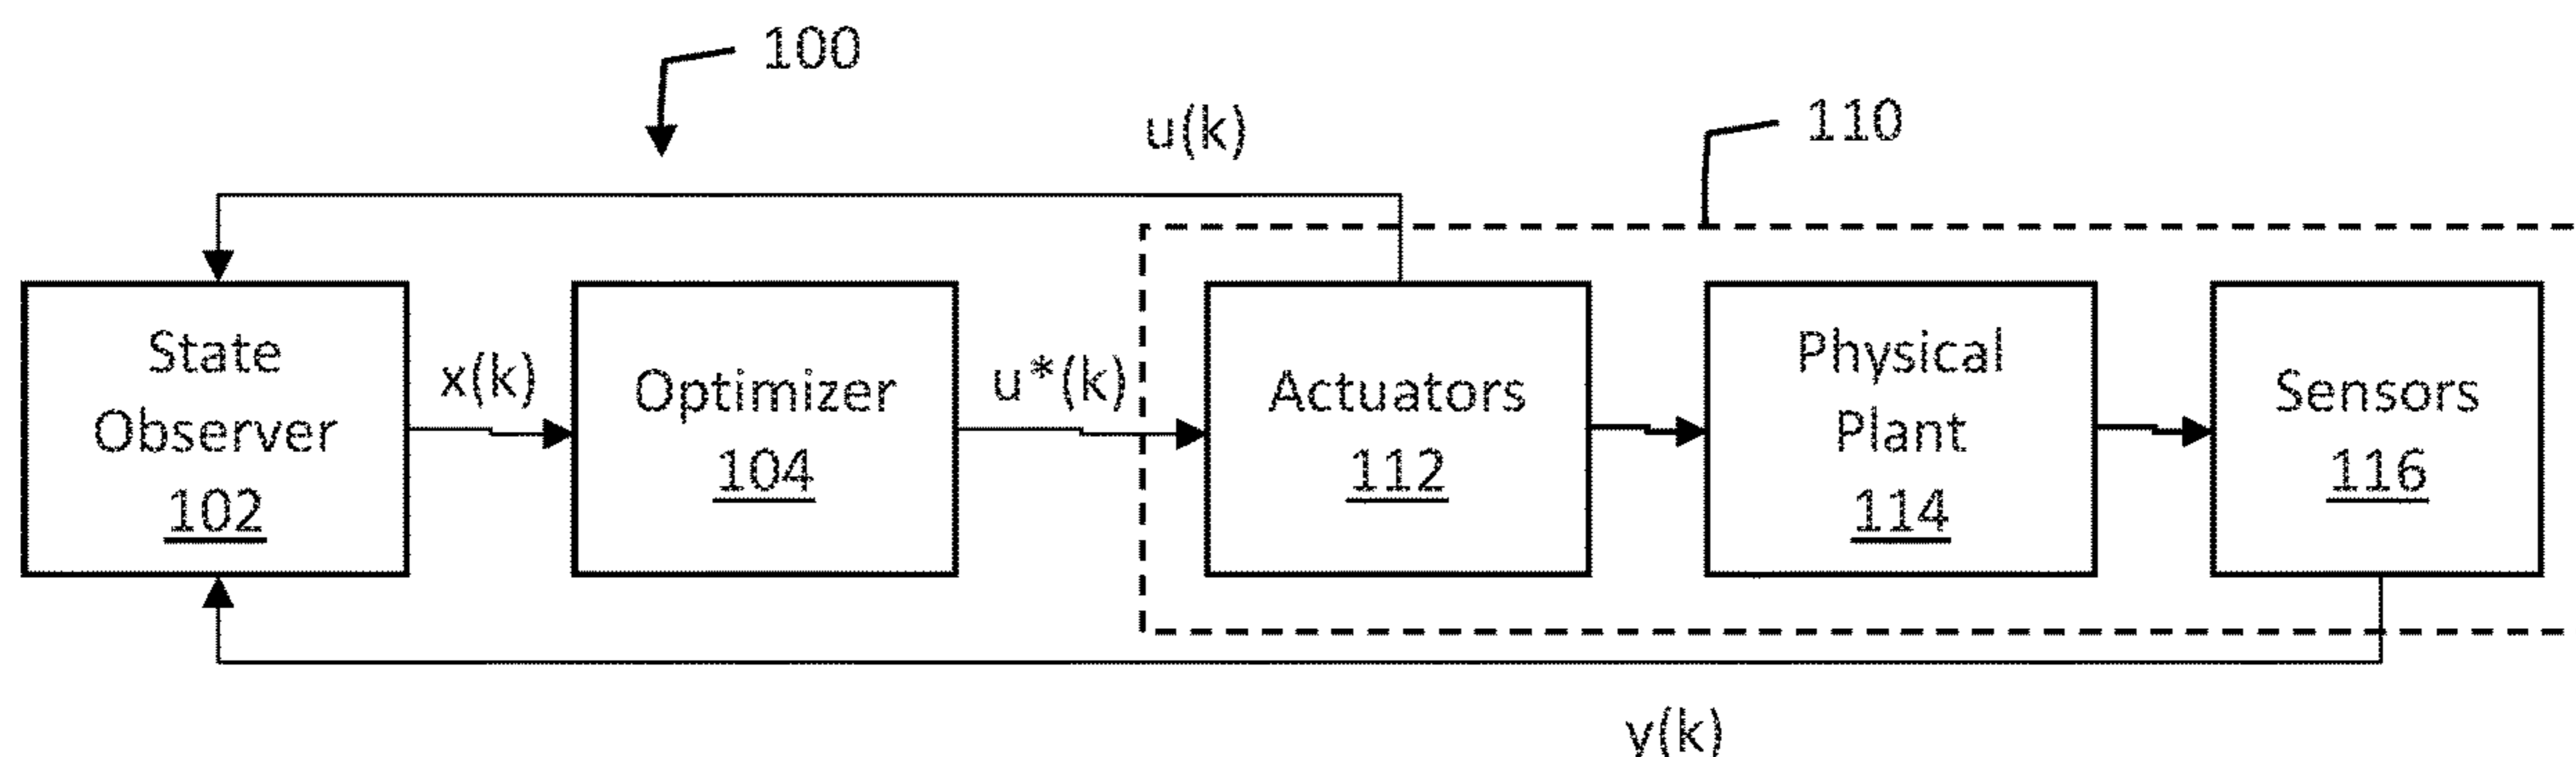 100
u(k)
110
State
Observer
102
x(k)
Optimizer
104
u*(k)
Actuators
112
Physical
Plant
114
Sensors
116
y(k)